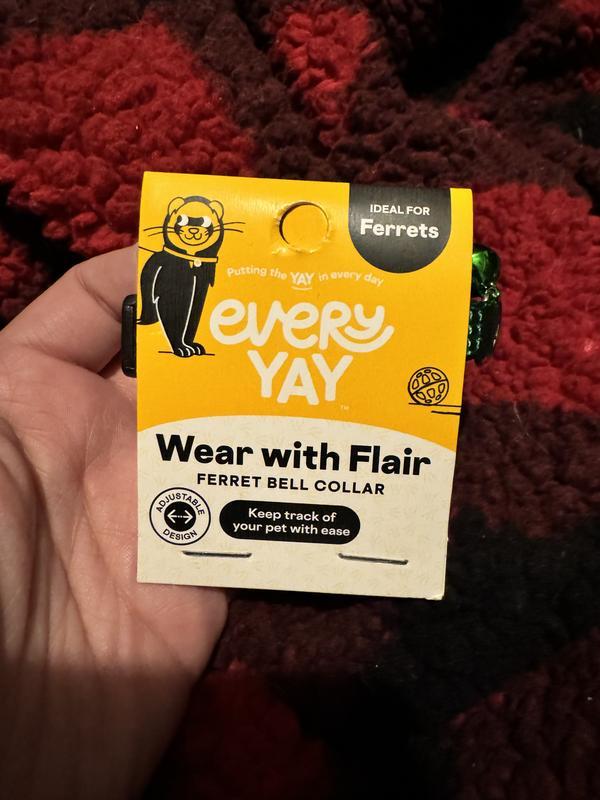 IDEAL FOR
Ferrets
Putting the YAY in every day
every
YAY
™
Wear with Flair
FERRET BELL COLLAR
ADJUSTABLE
DESIGN
Keep track of
your pet with ease